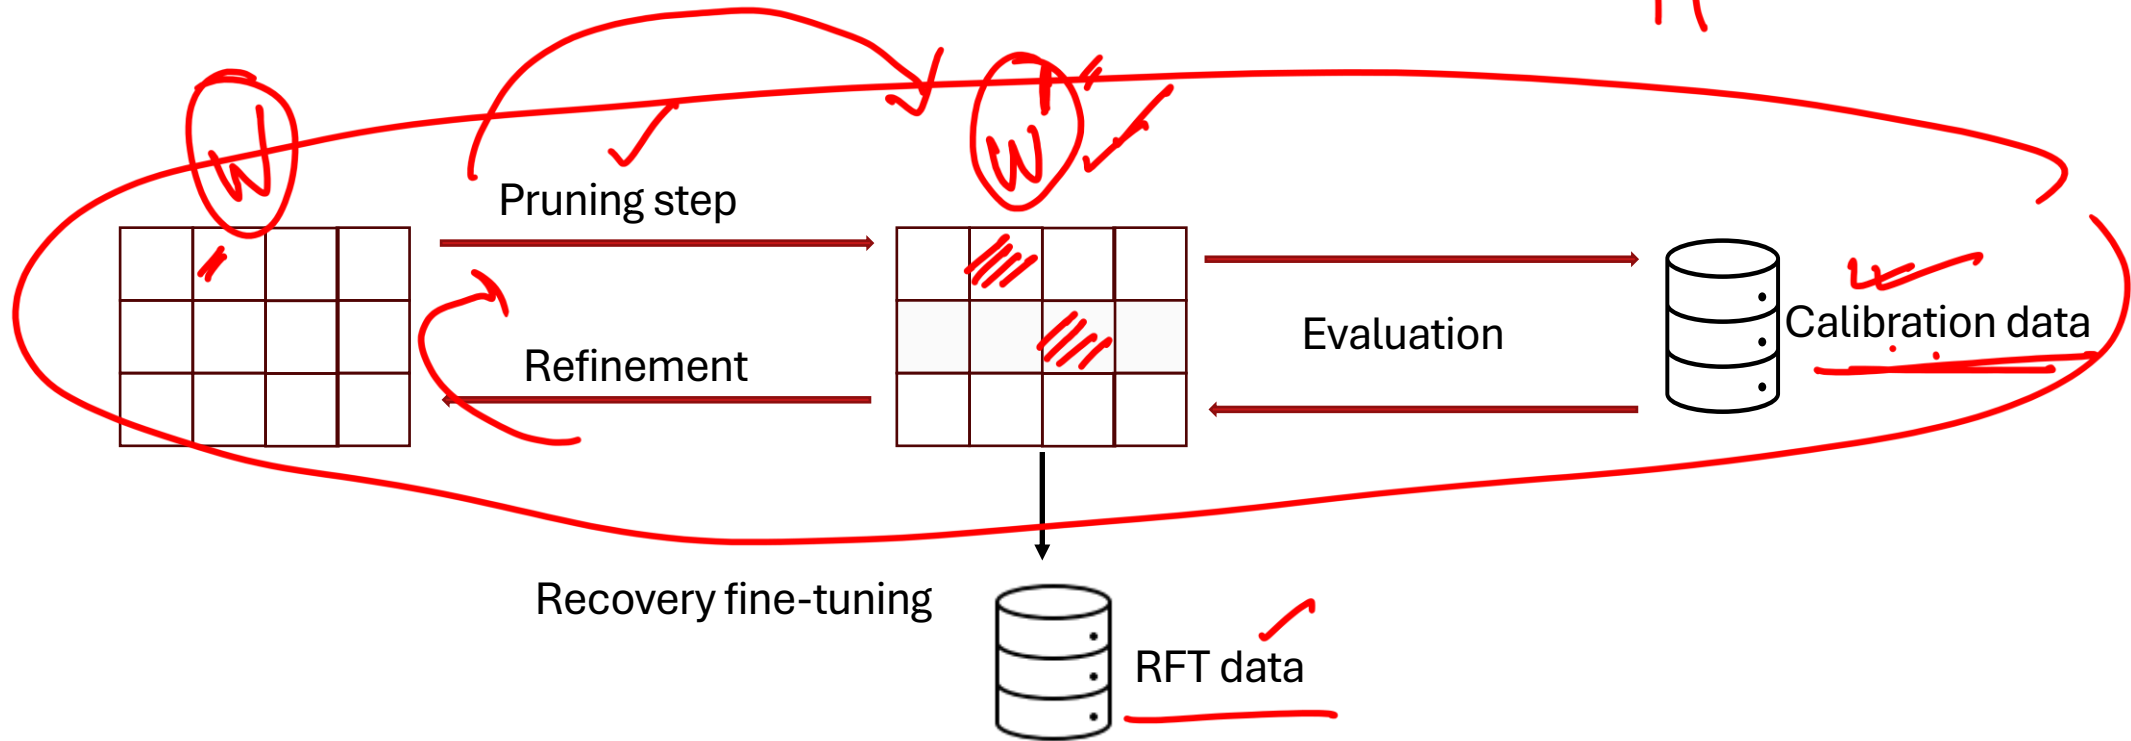 W
W
Pruning step
Refinement
Evaluation
Calibration data
Recovery fine-tuning
RFT data